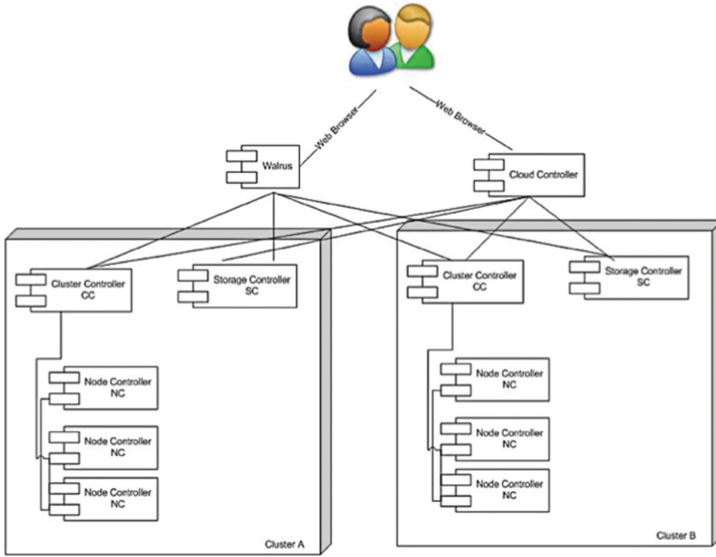 Web Browser
Web Browser
Walrus
Cloud Controller
Cluster Controller
CC
Storage Controller
SC
Node Controller
NC
Node Controller
NC
Node Controller
NC
Cluster A
Cluster Controller
CC
Storage Controller
SC
Node Controller
NC
Node Controller
NC
Node Controller
NC
Cluster B